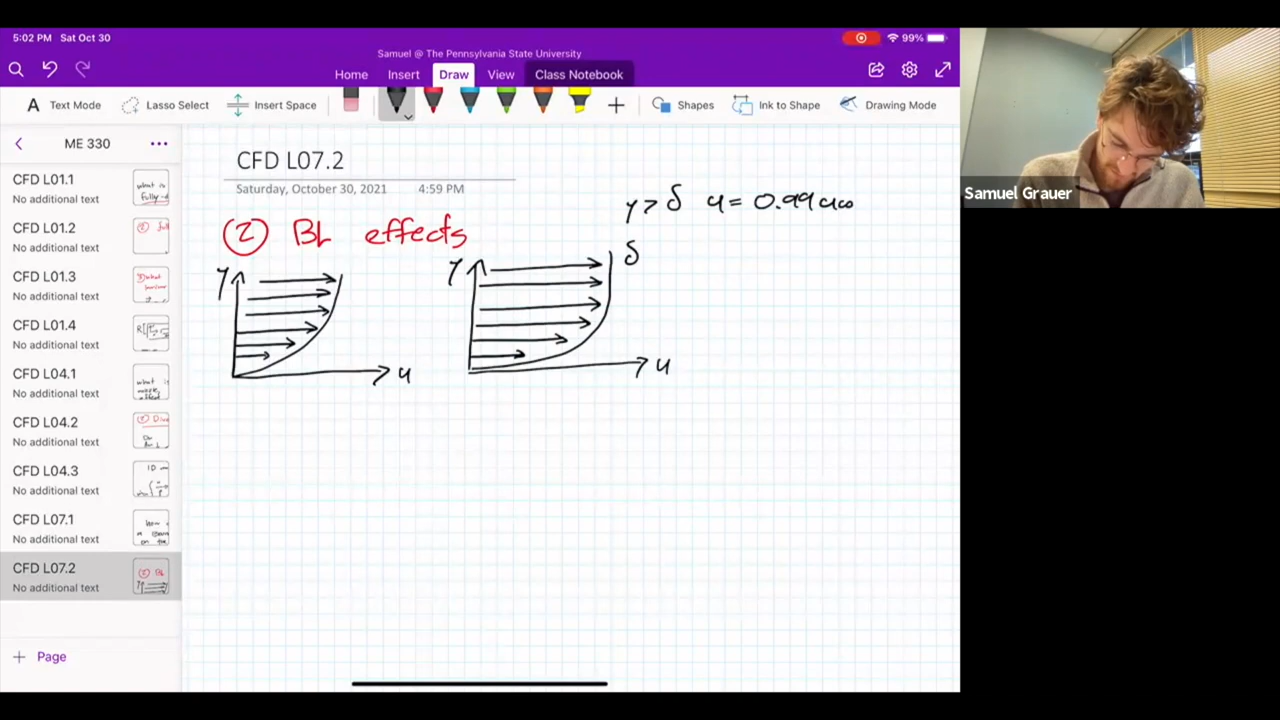 5:02 PM Sat Oct 30
99%
Samuel @ The Pennsylvania State University
Home Insert Draw View Class Notebook
A Text Mode Lasso Select Insert Space Shapes Ink to Shape Drawing Mode
ME 330
CFD L01.1
No additional text
CFD L01.2
No additional text
CFD L01.3
No additional text
CFD L01.4
No additional text
CFD L04.1
No additional text
CFD L04.2
No additional text
CFD L04.3
No additional text
CFD L07.1
No additional text
CFD L07.2
No additional text
Page
CFD L07.2
Saturday, October 30, 2021 4:59 PM
y > δ u = 0.99 u∞
② BL effects
δ
y
u
y
u
Samuel Grauer